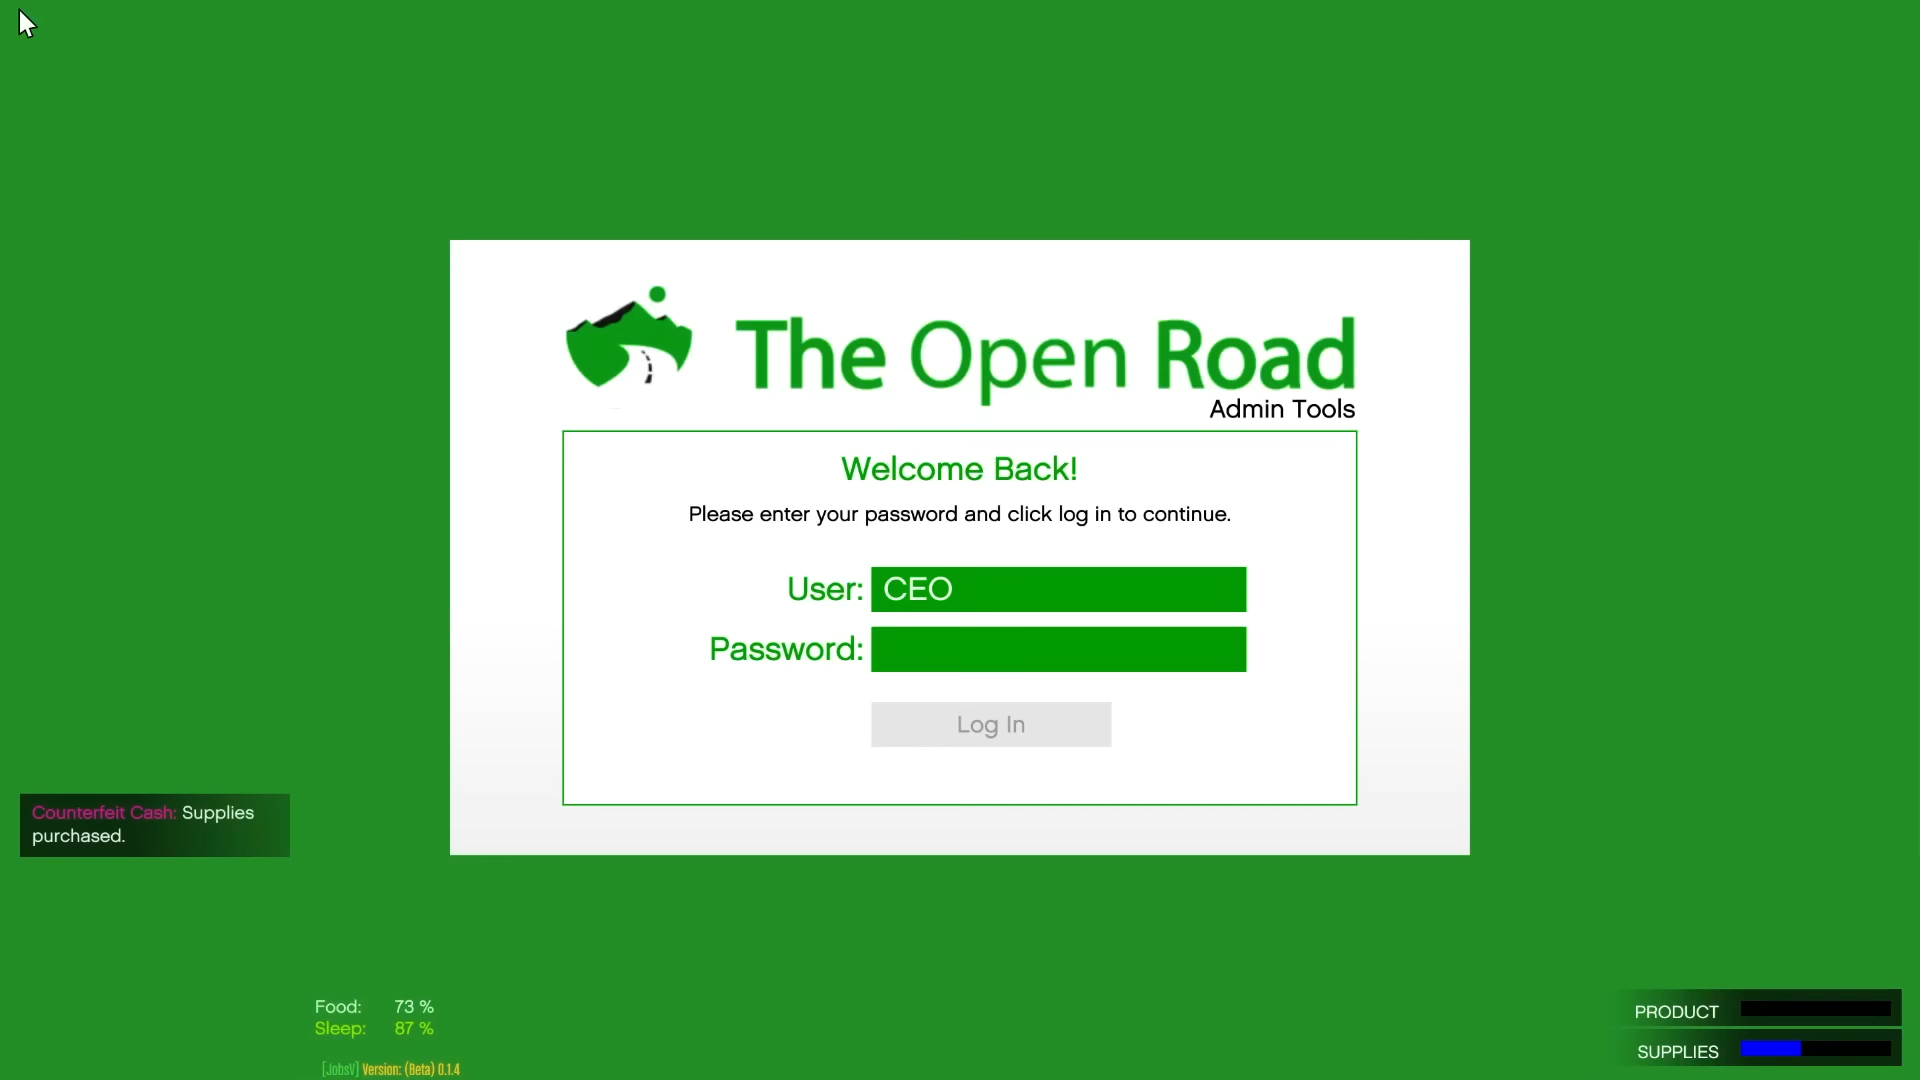 The Open Road
Admin Tools
Welcome Back!
Please enter your password and click log in to continue.
User: CEO
Password:
Log In
Counterfeit Cash: Supplies
purchased.
Food: 73 %
Sleep: 87 %
[JobsV] Version: (Beta) 0.1.4
PRODUCT
SUPPLIES